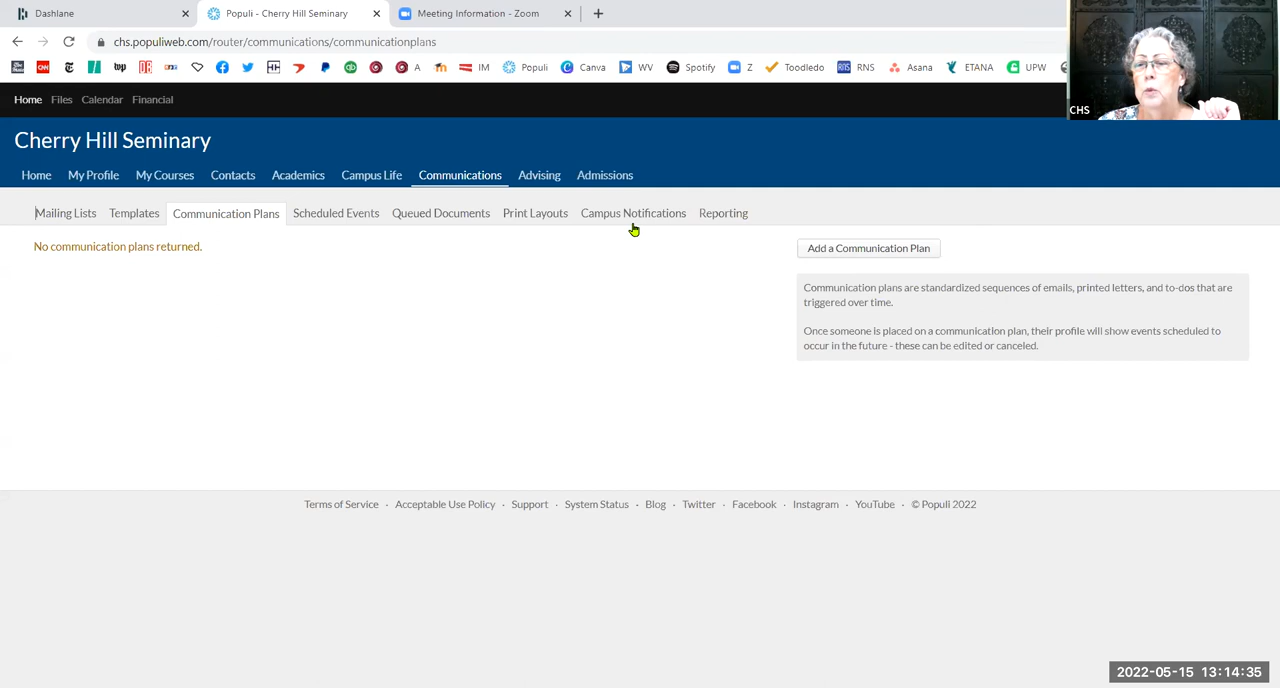 Dashlane
Populi - Cherry Hill Seminary
Meeting Information - Zoom
chs.populiweb.com/router/communications/communicationplans
CNN
wp
A
IM
Populi
Canva
WV
Spotify
Z
Toodledo
RNS
RNS
Asana
ETANA
UPW
CHS
Home Files Calendar Financial
Cherry Hill Seminary
Home My Profile My Courses Contacts Academics Campus Life Communications Advising Admissions
Mailing Lists Templates Communication Plans Scheduled Events Queued Documents Print Layouts Campus Notifications Reporting
No communication plans returned.
Add a Communication Plan
Communication plans are standardized sequences of emails, printed letters, and to-dos that are
triggered over time.
Once someone is placed on a communication plan, their profile will show events scheduled to
occur in the future - these can be edited or canceled.
Terms of Service · Acceptable Use Policy · Support · System Status · Blog · Twitter · Facebook · Instagram · YouTube · © Populi 2022
2022-05-15 13:14:35